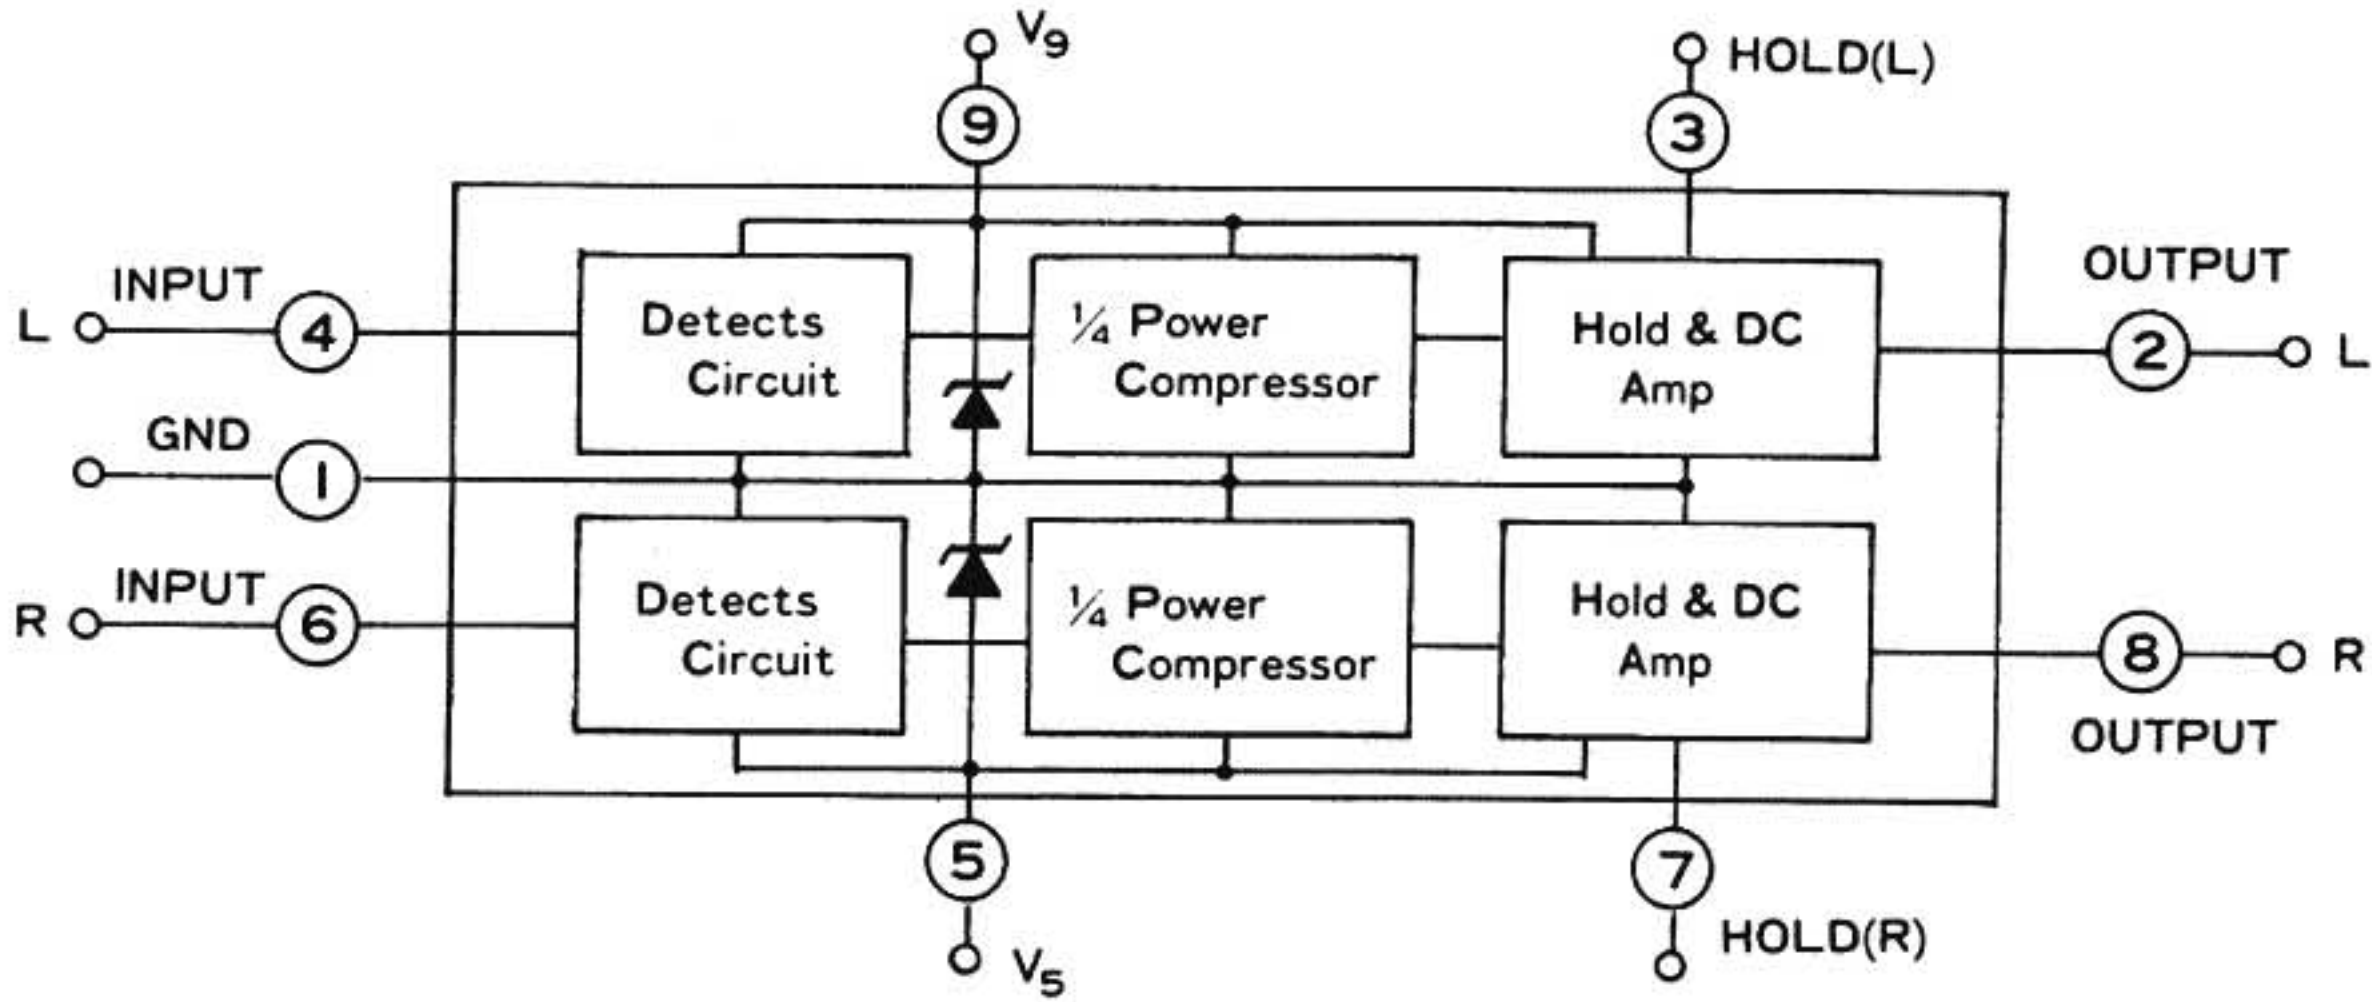 V9
HOLD(L)
9
3
INPUT
OUTPUT
L
4
Detects
Circuit
¼ Power
Compressor
Hold & DC
Amp
2
L
GND
1
INPUT
R
6
Detects
Circuit
¼ Power
Compressor
Hold & DC
Amp
8
R
OUTPUT
5
7
V5
HOLD(R)